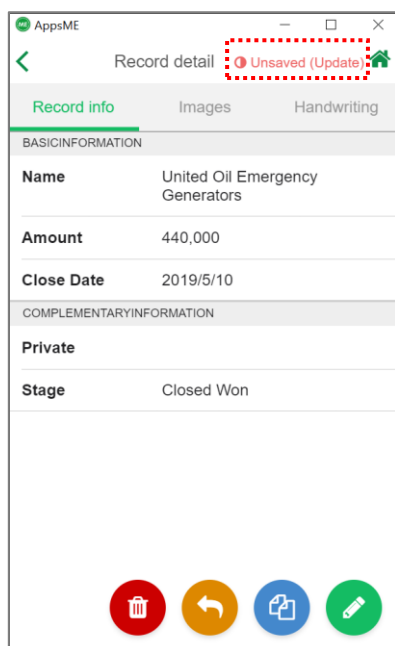 ME AppsME
Record detail Unsaved (Update)
Record info Images Handwriting
BASICINFORMATION
Name United Oil Emergency
Generators
Amount 440,000
Close Date 2019/5/10
COMPLEMENTARYINFORMATION
Private
Stage Closed Won